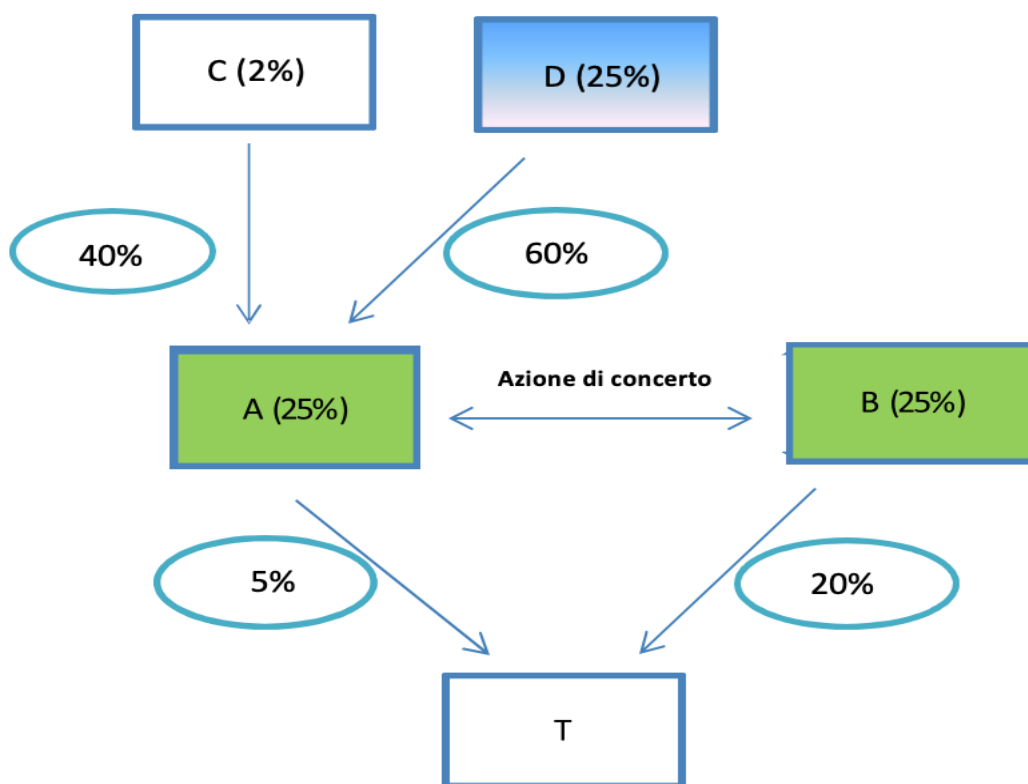 C (2%)
D (25%)
40%
60%
Azione di concerto
A (25%)
B (25%)
5%
20%
T